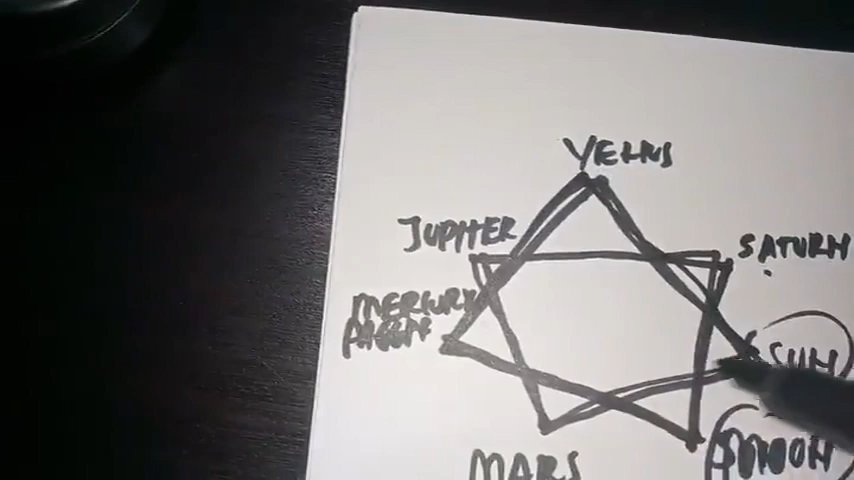 VENUS
JUPITER
SATURN
MERCURY
SUN
MARS
MOON